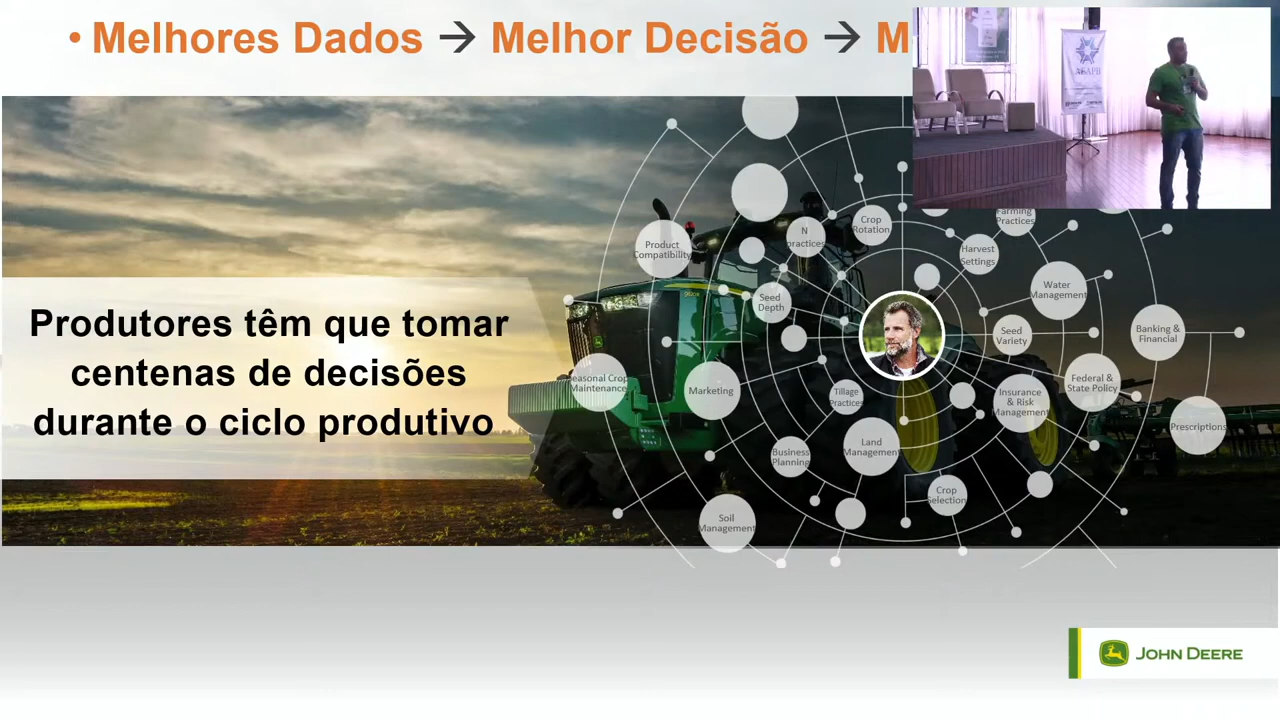 • Melhores Dados → Melhor Decisão → M
ASAPB
Farming
Practices
Crop
Rotation
N
practices
Product
Compatibility
Harvest
Settings
Water
Management
Seed
Depth
Seed
Variety
Banking &
Financial
Produtores têm que tomar
centenas de decisões
durante o ciclo produtivo
Seasonal Crop
Maintenance
Marketing
Tillage
Practices
Insurance
& Risk
Management
Federal &
State Policy
Prescriptions
Land
Management
Business
Planning
Crop
Selection
Soil
Management
JOHN DEERE